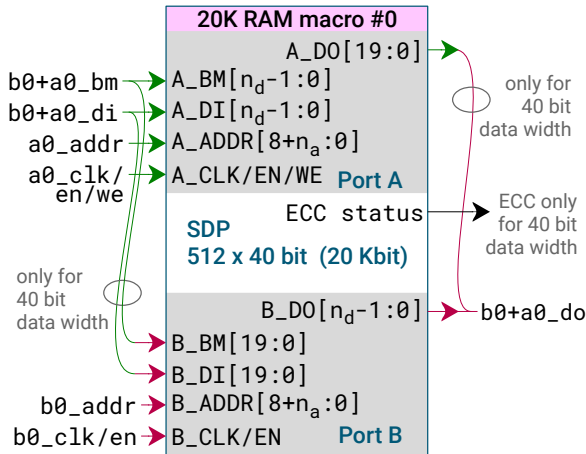 20K RAM macro #0
A_DO[19:0]
b0+a0_bm
A_BM[nd-1:0]
b0+a0_di
A_DI[nd-1:0]
a0_addr
A_ADDR[8+na:0]
a0_clk/
en/we
A_CLK/EN/WE
Port A
only for
40 bit
data width
ECC status
ECC only
for 40 bit
data width
SDP
512 x 40 bit (20 Kbit)
only for
40 bit
data width
B_DO[nd-1:0]
b0+a0_do
B_BM[19:0]
B_DI[19:0]
b0_addr
B_ADDR[8+na:0]
b0_clk/en
B_CLK/EN
Port B